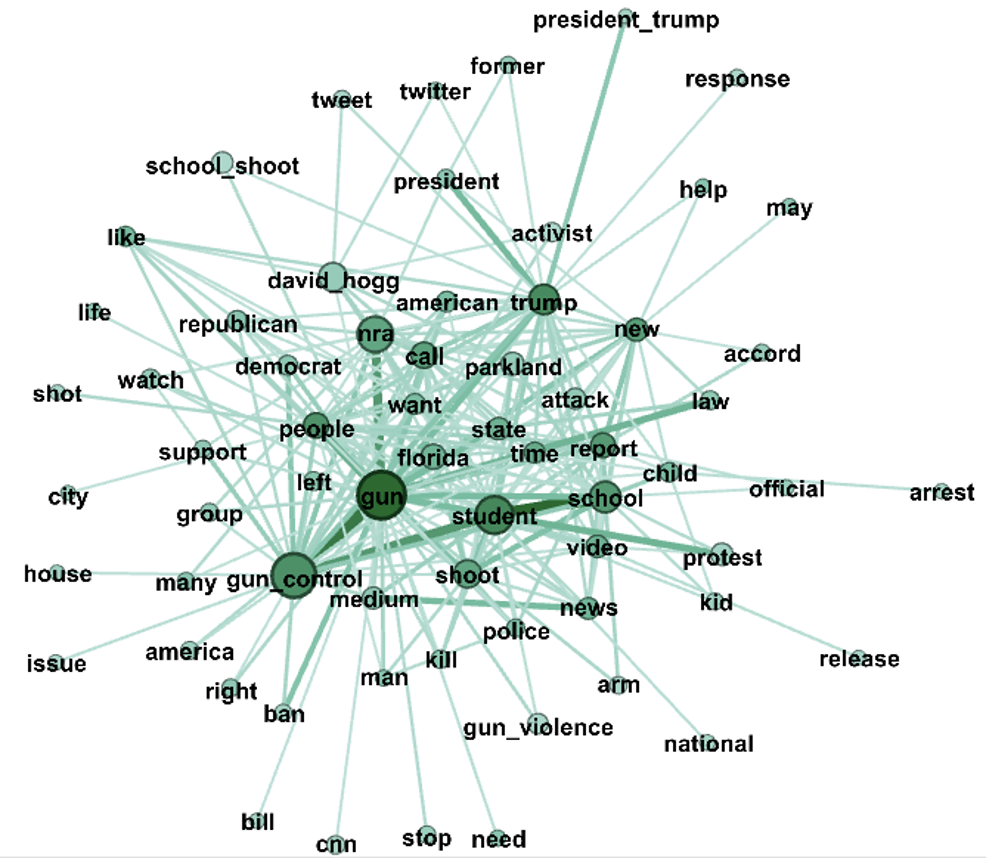 president_trump
former
response
twitter
tweet
school_shoot
president
help
may
activist
like
david_hogg
american
trump
life
republican
nra
new
call
accord
democrat
parkland
watch
shot
want
attack
law
people
state
support
florida
time
report
child
left
official
city
gun
school
arrest
group
student
video
protest
house
many
gun_control
shoot
medium
news
kid
police
america
kill
release
issue
man
right
arm
ban
gun_violence
national
bill
cnn
stop
need